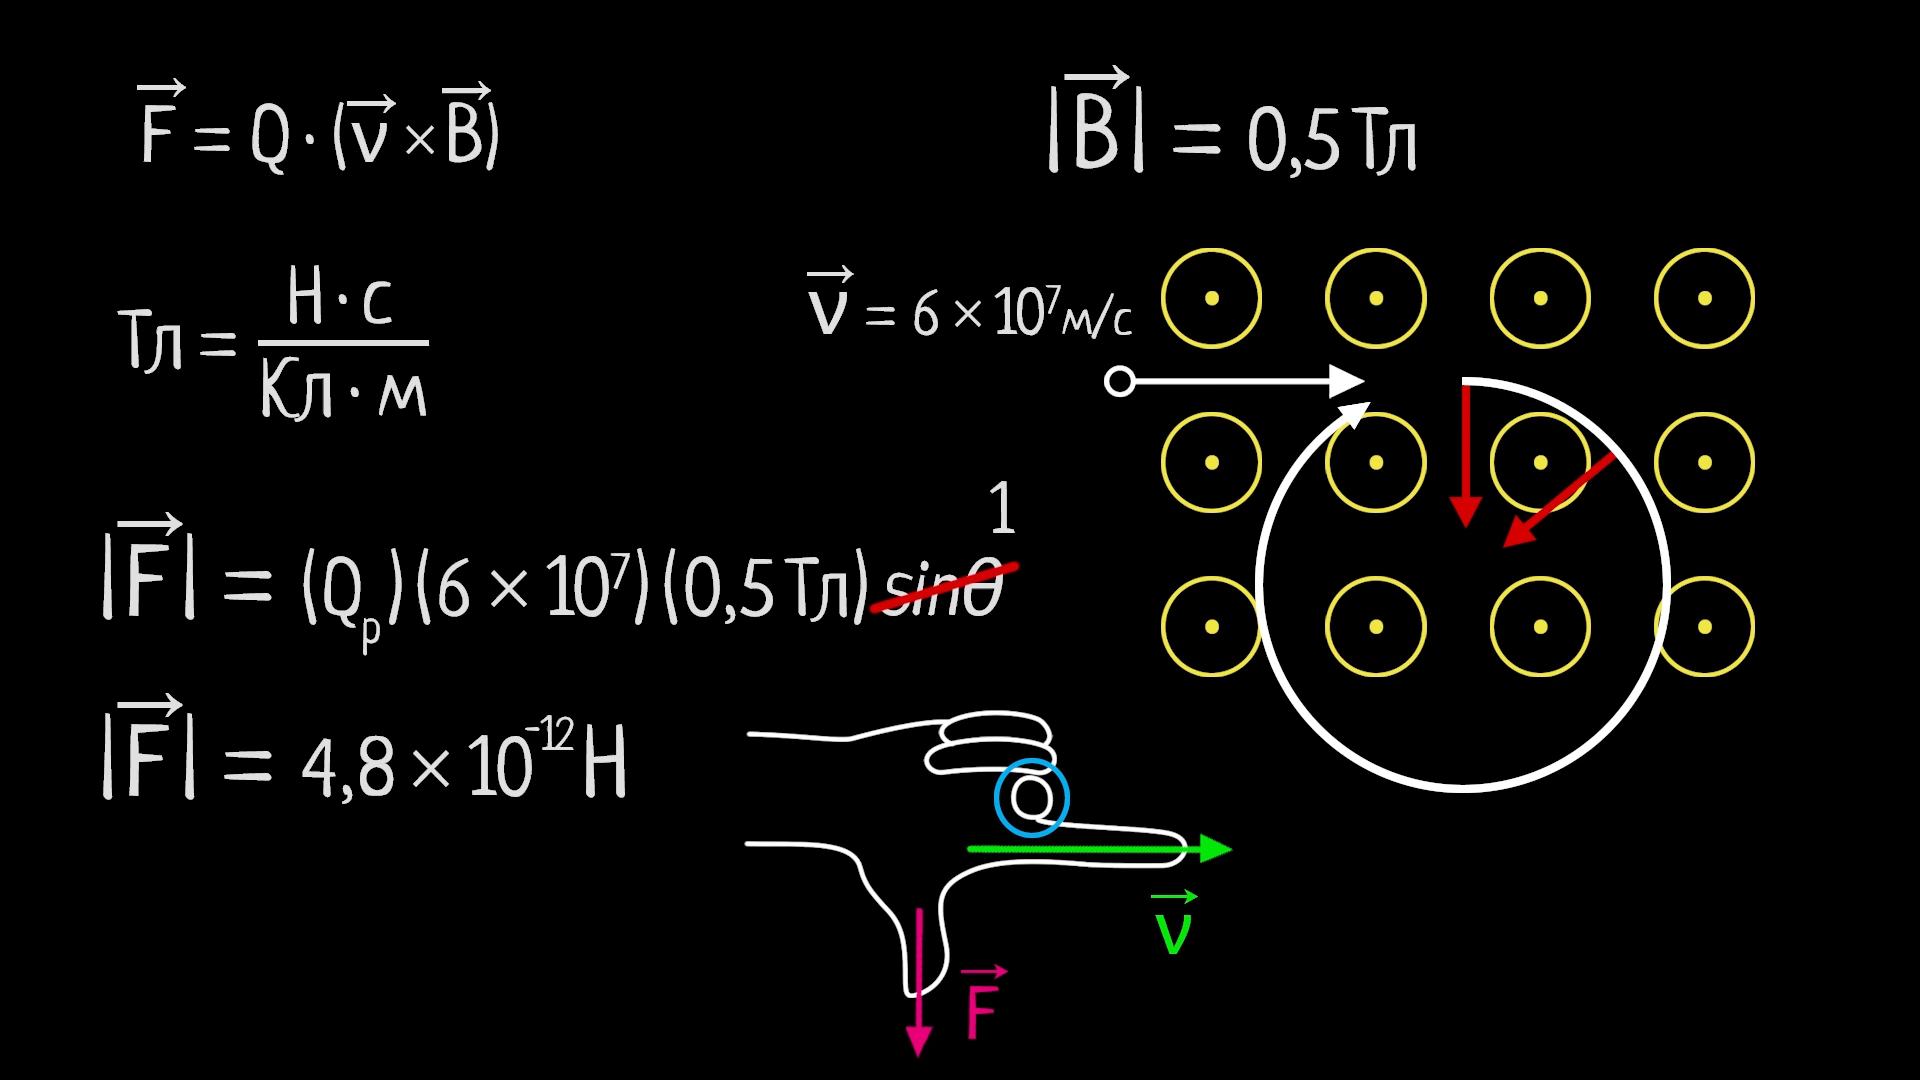 F⃗ = Q · (v⃗ × B⃗)
|B⃗| = 0,5 Тл
Тл = Н · с / Кл · м
v⃗ = 6 × 10⁷ м/с
|F⃗| = (Qₚ)(6 × 10⁷)(0,5 Тл) sinθ 1
|F⃗| = 4,8 × 10⁻¹² Н
v⃗
F⃗